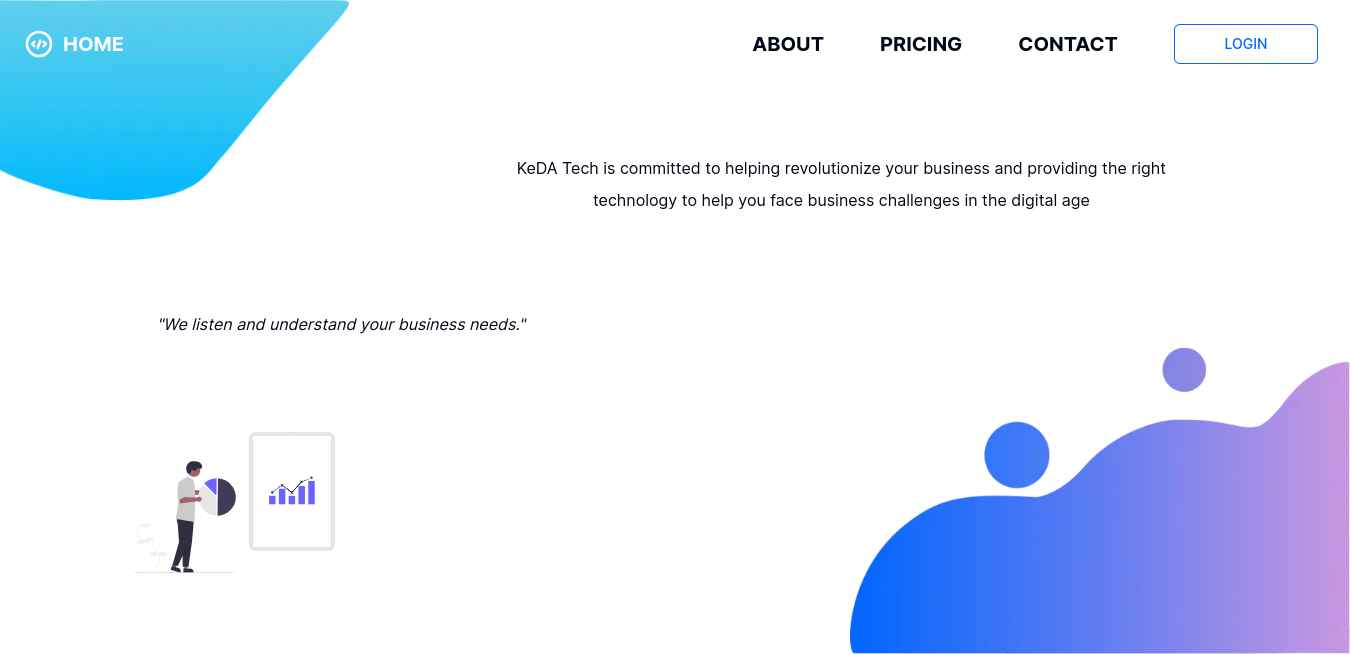 HOME
ABOUT PRICING CONTACT LOGIN
KeDA Tech is committed to helping revolutionize your business and providing the right
technology to help you face business challenges in the digital age
"We listen and understand your business needs."